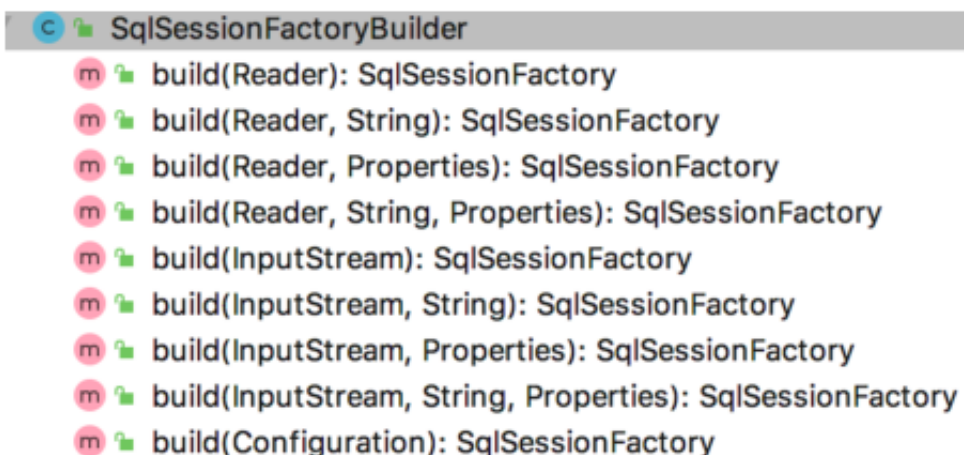 C SqlSessionFactoryBuilder
m build(Reader): SqlSessionFactory
m build(Reader, String): SqlSessionFactory
m build(Reader, Properties): SqlSessionFactory
m build(Reader, String, Properties): SqlSessionFactory
m build(InputStream): SqlSessionFactory
m build(InputStream, String): SqlSessionFactory
m build(InputStream, Properties): SqlSessionFactory
m build(InputStream, String, Properties): SqlSessionFactory
m build(Configuration): SqlSessionFactory